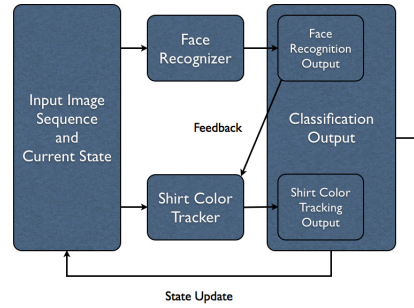 Input Image
Sequence
and
Current State
Face
Recognizer
Face
Recognition
Output
Feedback
Classification
Output
Shirt Color
Tracker
Shirt Color
Tracking
Output
State Update